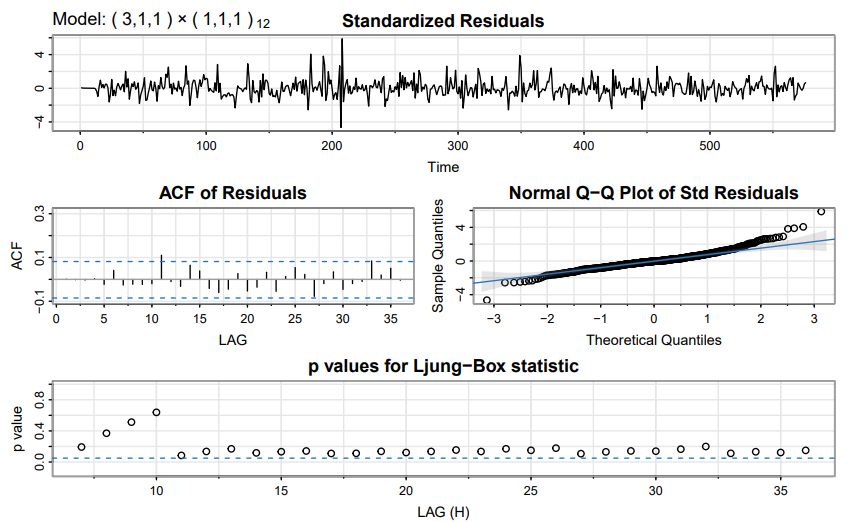 Model: ( 3,1,1 ) × ( 1,1,1 ) 12
Standardized Residuals
4
0
−4
0 100 200 300 400 500
Time
ACF of Residuals
ACF
0.3
0.1
−0.1
0 5 10 15 20 25 30 35
LAG
Normal Q−Q Plot of Std Residuals
Sample Quantiles
4
0
−4
−3 −2 −1 0 1 2 3
Theoretical Quantiles
p values for Ljung−Box statistic
p value
0.8
0.4
0.0
10 15 20 25 30 35
LAG (H)